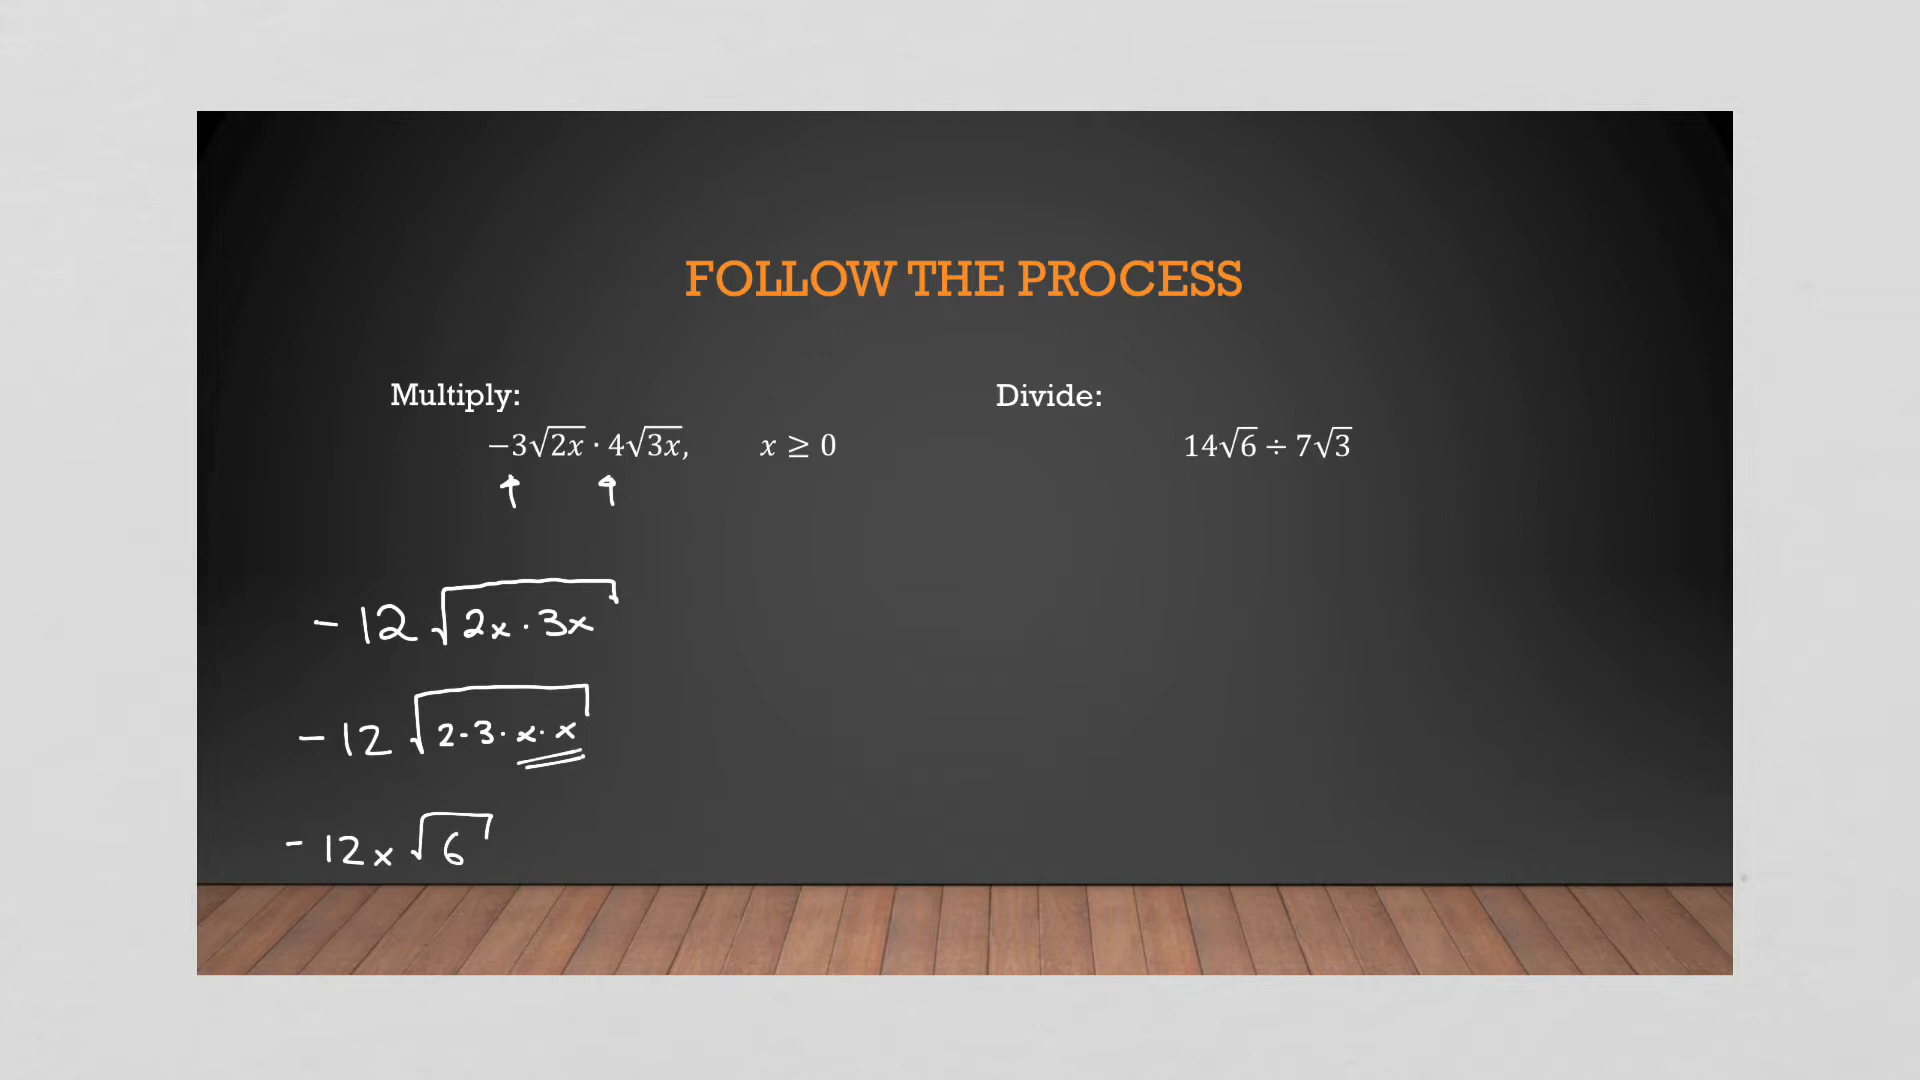 FOLLOW THE PROCESS
Multiply:
−3√2x · 4√3x, x ≥ 0
-12√2x · 3x
-12√2·3·x·x
-12x√6
Divide:
14√6 ÷ 7√3